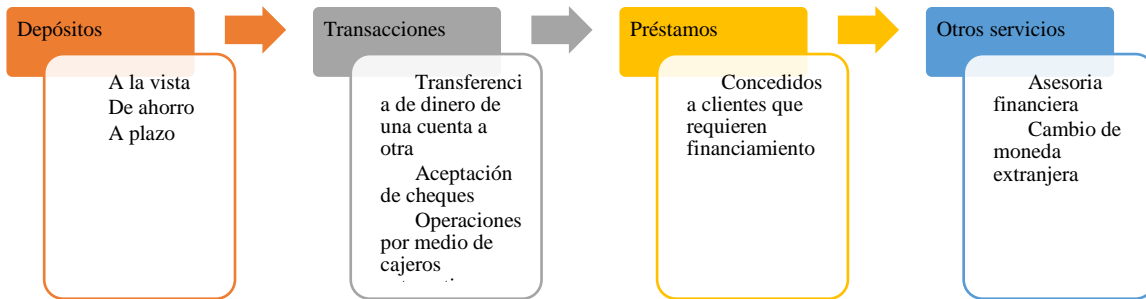 Depósitos
A la vista
De ahorro
A plazo
Transacciones
Transferenci
a de dinero de
una cuenta a
otra
Aceptación
de cheques
Operaciones
por medio de
cajeros
Préstamos
Concedidos
a clientes que
requieren
financiamiento
Otros servicios
Asesoria
financiera
Cambio de
moneda
extranjera